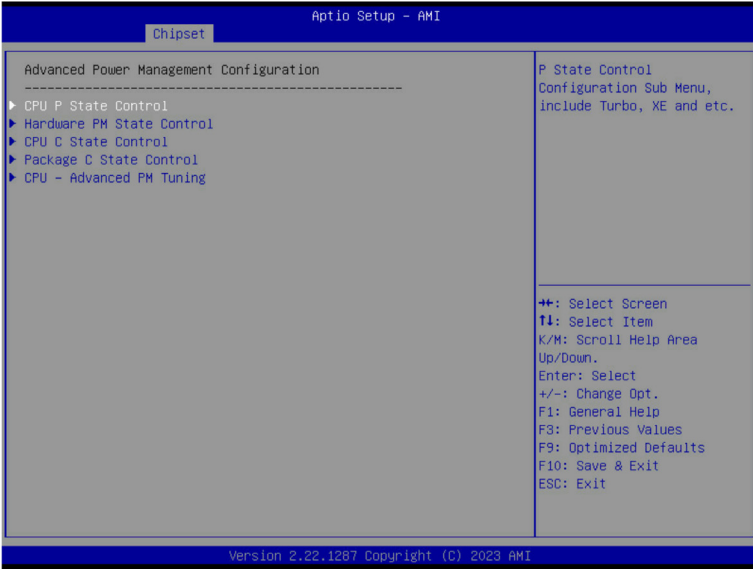 Aptio Setup – AMI
Chipset
Advanced Power Management Configuration
--------------------------------------------------
CPU P State Control
Hardware PM State Control
CPU C State Control
Package C State Control
CPU – Advanced PM Tuning
P State Control
Configuration Sub Menu,
include Turbo, XE and etc.
→←: Select Screen
↑↓: Select Item
K/M: Scroll Help Area
Up/Down.
Enter: Select
+/-: Change Opt.
F1: General Help
F3: Previous Values
F9: Optimized Defaults
F10: Save & Exit
ESC: Exit
Version 2.22.1287 Copyright (C) 2023 AMI